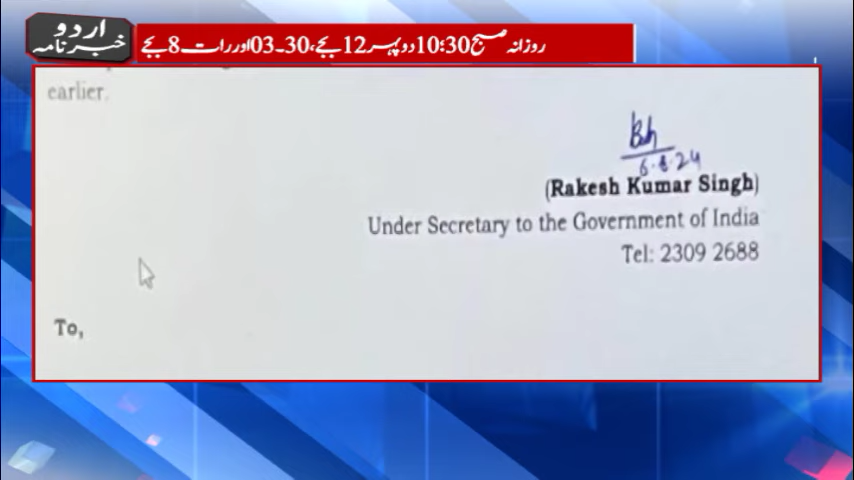 اردو
خبرنامہ
روزانہ صبح 10:30 دوپہر 12 بجے، 30۔03 اور رات 8 بجے
earlier.
6.8.24
(Rakesh Kumar Singh)
Under Secretary to the Government of India
Tel: 2309 2688
To,